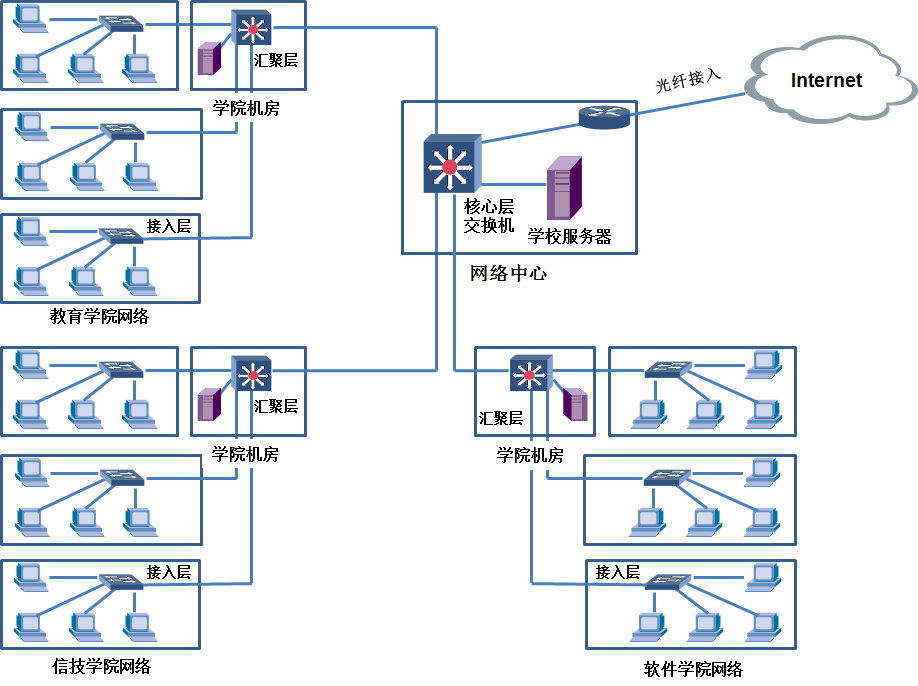 汇聚层
学院机房
接入层
教育学院网络
光纤接入
Internet
核心层
交换机
学校服务器
网络中心
汇聚层
学院机房
接入层
信技学院网络
汇聚层
学院机房
接入层
软件学院网络